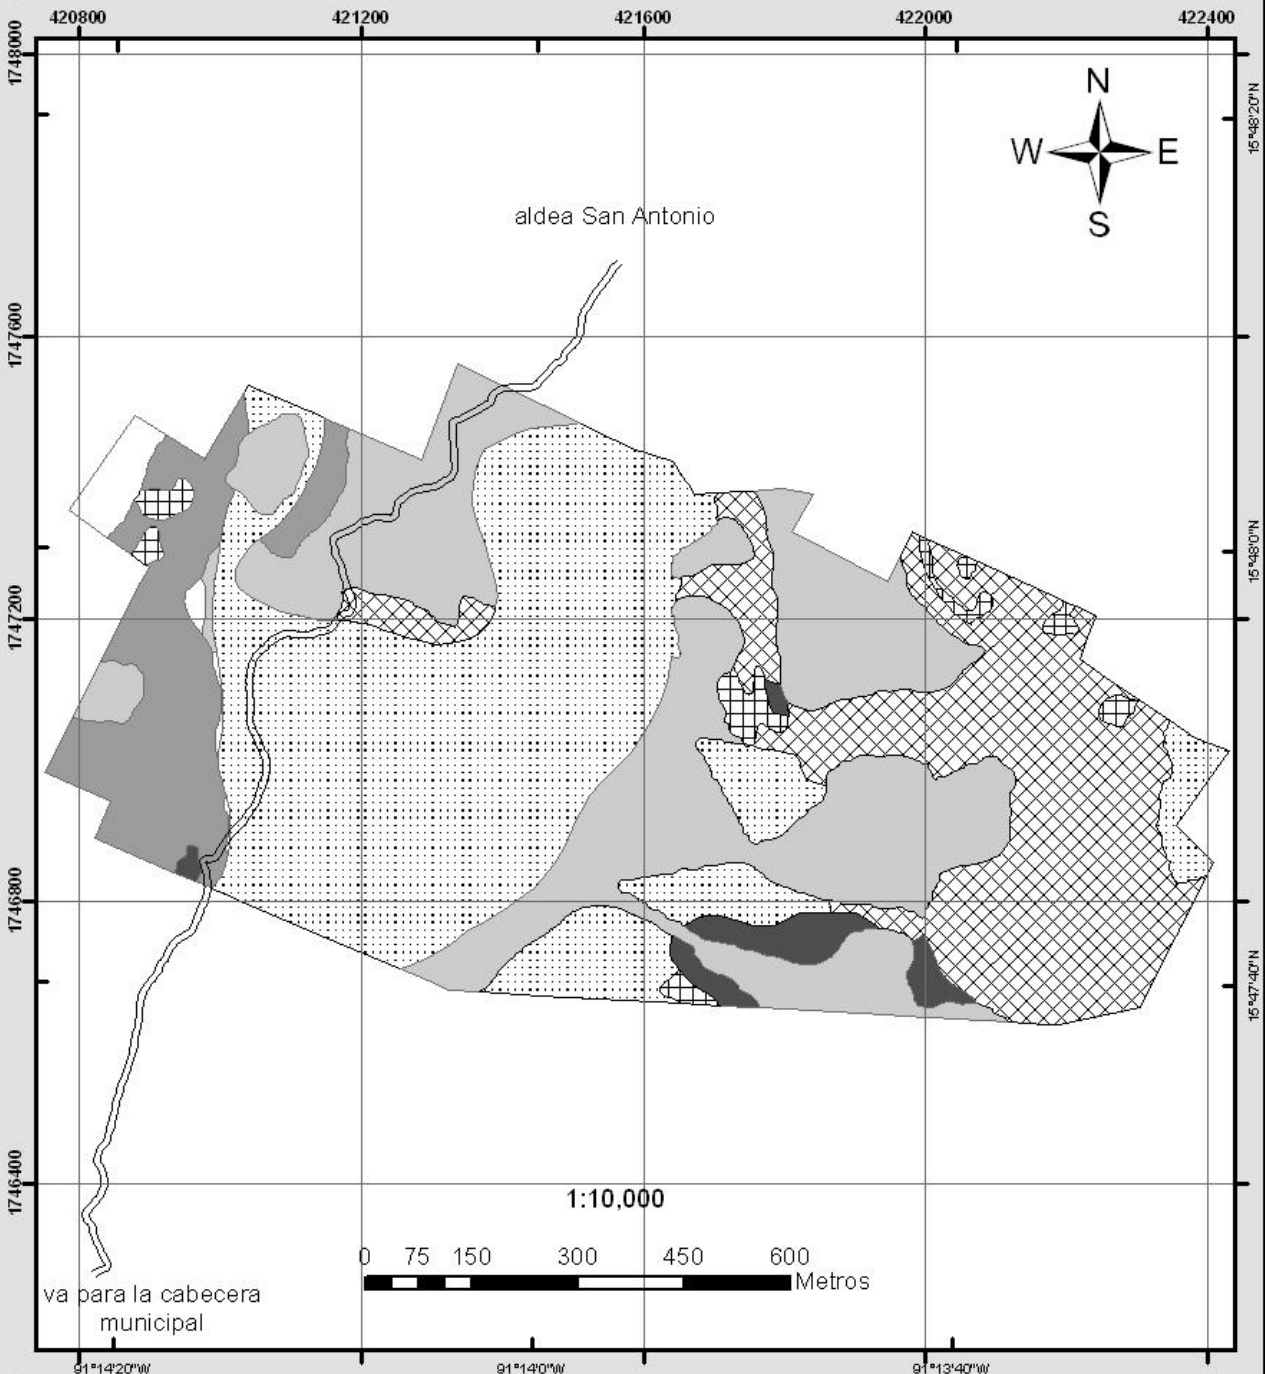 420800 421200 421600 422000 422400
1748000
15°48'20"N
N
W E
S
aldea San Antonio
1747600
15°48'0"N
1747200
1746800
15°47'40"N
1746400
1:10,000
0 75 150 300 450 600
Metros
va para la cabecera
municipal
91°14'20"W 91°14'0"W 91°13'40"W